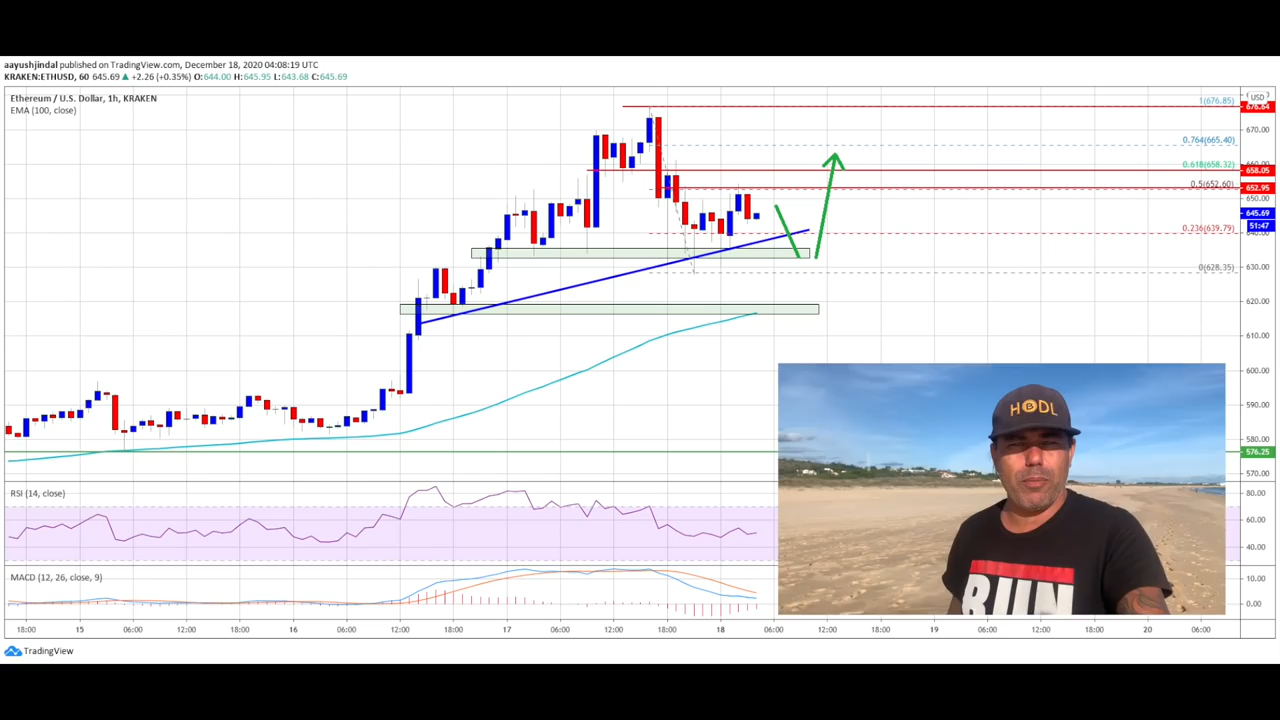 aayushjindal published on TradingView.com, December 18, 2020 04:08:19 UTC
KRAKEN:ETHUSD, 60 645.69 ▲ +2.26 (+0.35%) O:644.00 H:645.95 L:643.68 C:645.69
Ethereum / U.S. Dollar, 1h, KRAKEN
EMA (100, close)
USD
1(676.85)
676.64
670.00
0.764(665.40)
660.00
0.618(658.32)
658.05
0.5(652.60)
652.95
650.00
645.69
51:47
640.00
0.236(639.79)
630.00
0(628.35)
620.00
610.00
600.00
590.00
580.00
576.25
570.00
RSI (14, close)
80.00
60.00
40.00
MACD (12, 26, close, 9)
10.00
0.00
HODL
RUN
18:00 15 06:00 12:00 18:00 16 06:00 12:00 18:00 17 06:00 12:00 18:00 18 06:00 12:00 18:00 19 06:00 12:00 18:00 20 06:00
TradingView